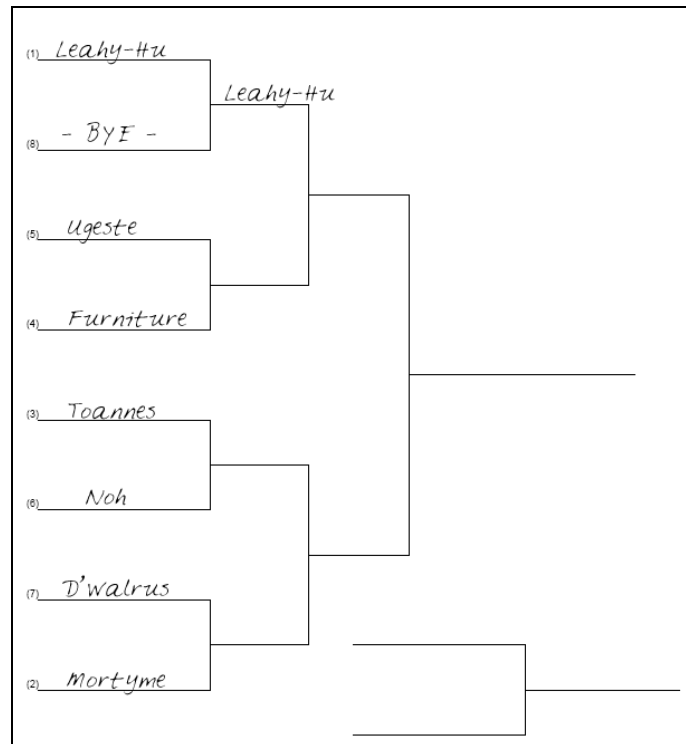 (1) Leahy-Hu
Leahy-Hu
(8) - BYE -
(5) Ugeste
(4) Furniture
(3) Toannes
(6) Noh
(7) D'Walrus
(2) Mortyme